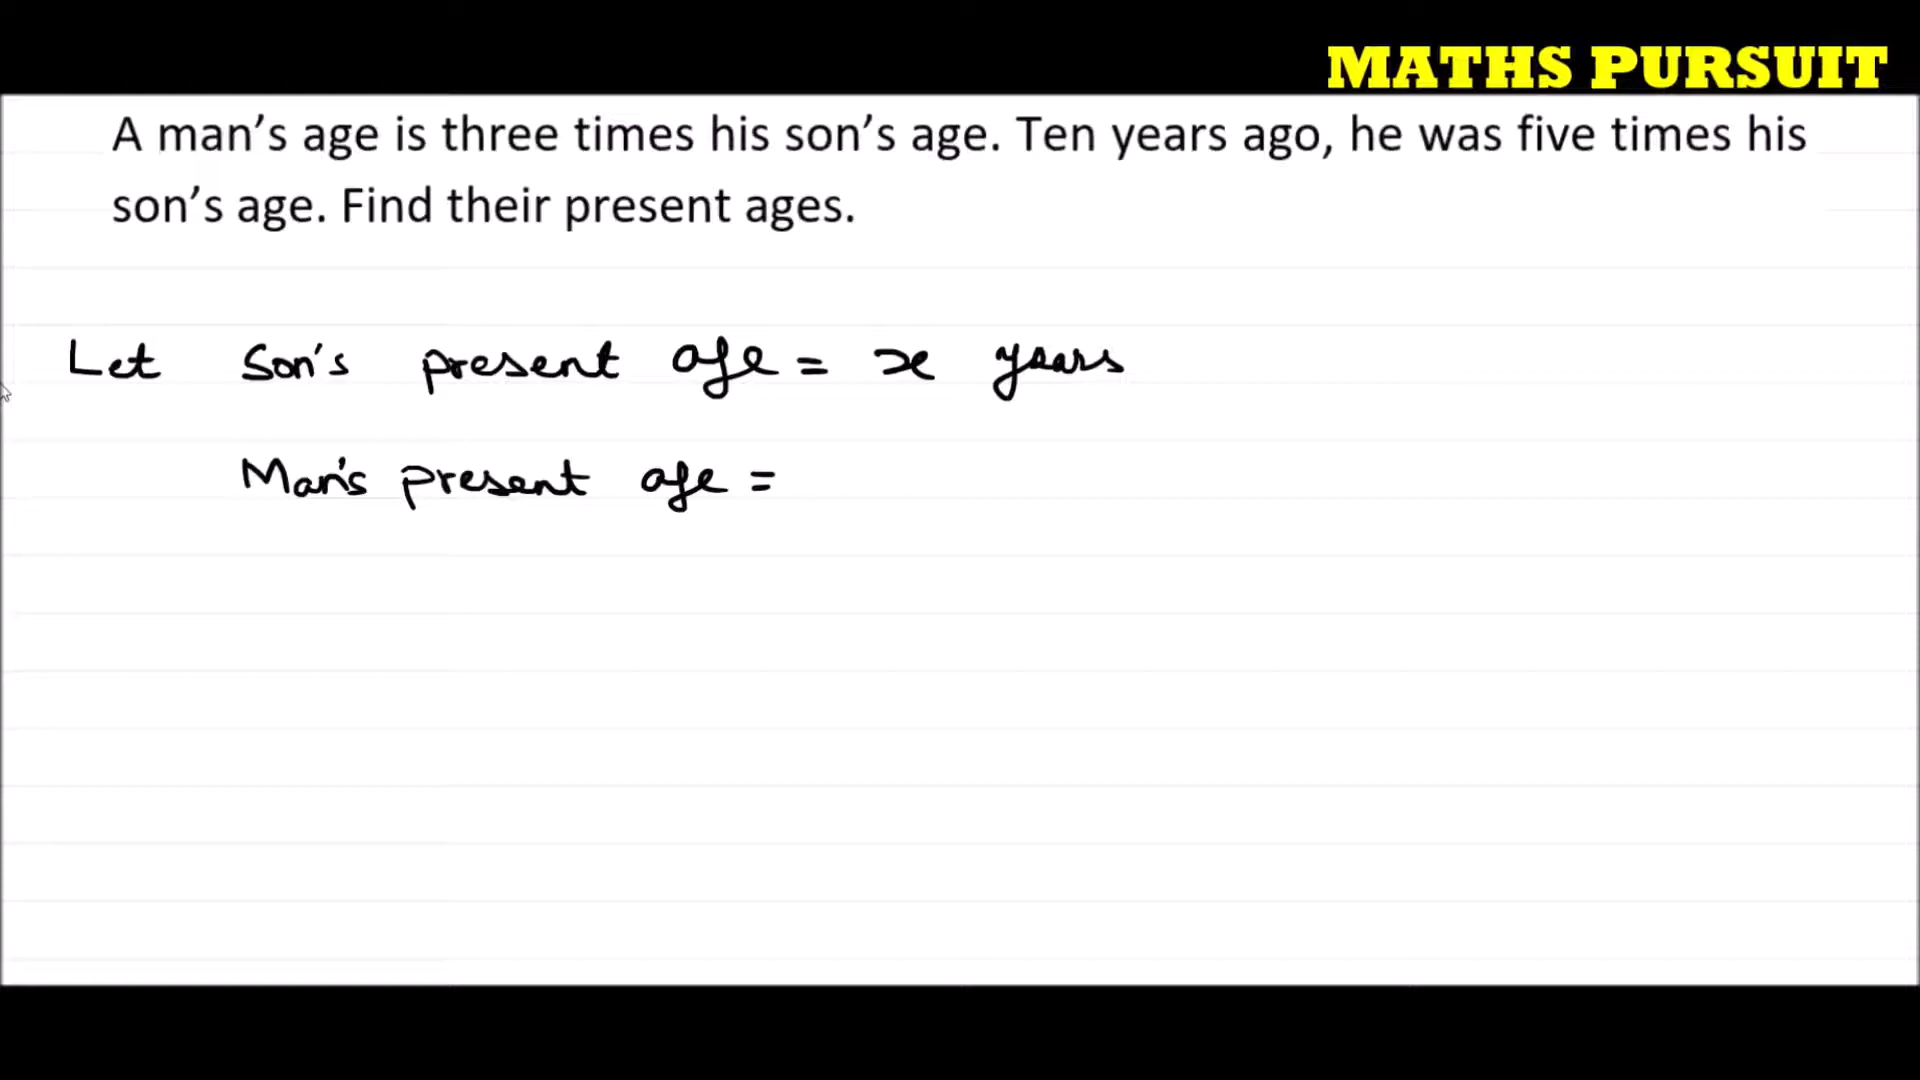 MATHS PURSUIT
A man’s age is three times his son’s age. Ten years ago, he was five times his
son’s age. Find their present ages.
Let Son's present age = x years
Man's present age =